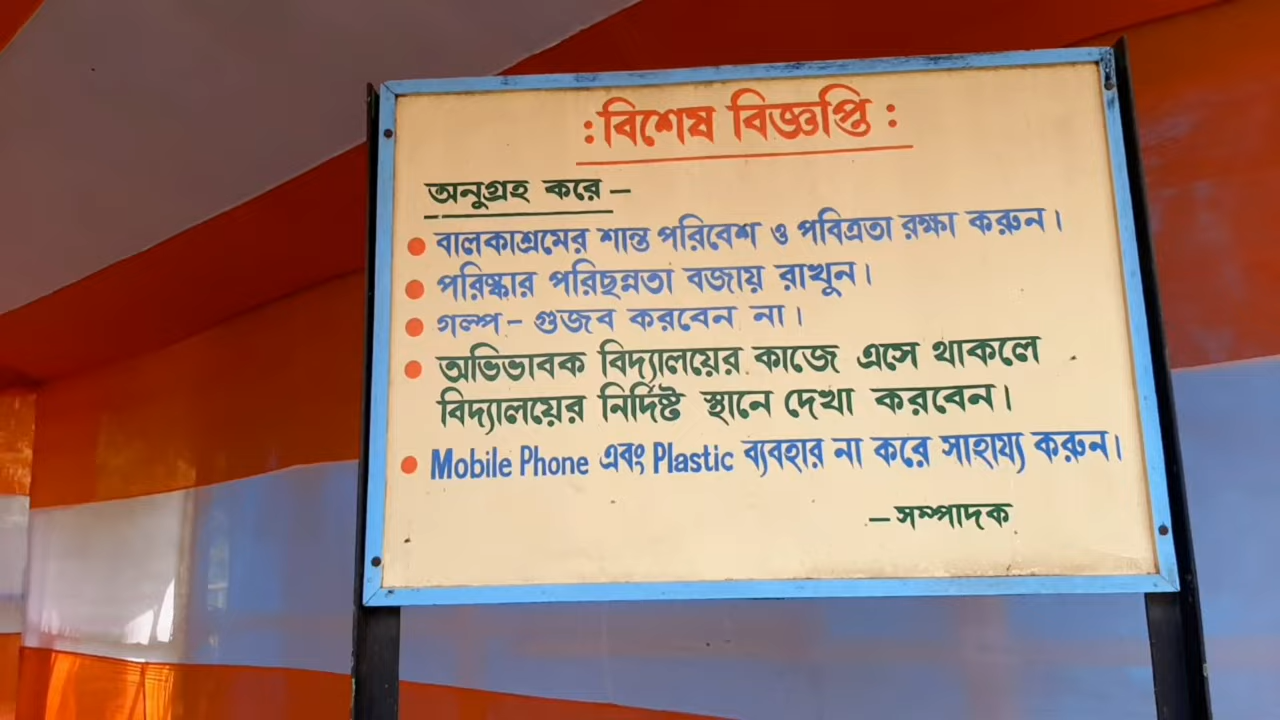 : বিশেষ বিজ্ঞপ্তি :
অনুগ্রহ করে –
• বালকাশ্রমের শান্ত পরিবেশ ও পবিত্রতা রক্ষা করুন।
• পরিষ্কার পরিছন্নতা বজায় রাখুন।
• গল্প – গুজব করবেন না।
• অভিভাবক বিদ্যালয়ের কাজে এসে থাকলে
বিদ্যালয়ের নির্দিষ্ট স্থানে দেখা করবেন।
• Mobile Phone এবং Plastic ব্যবহার না করে সাহায্য করুন।
– সম্পাদক